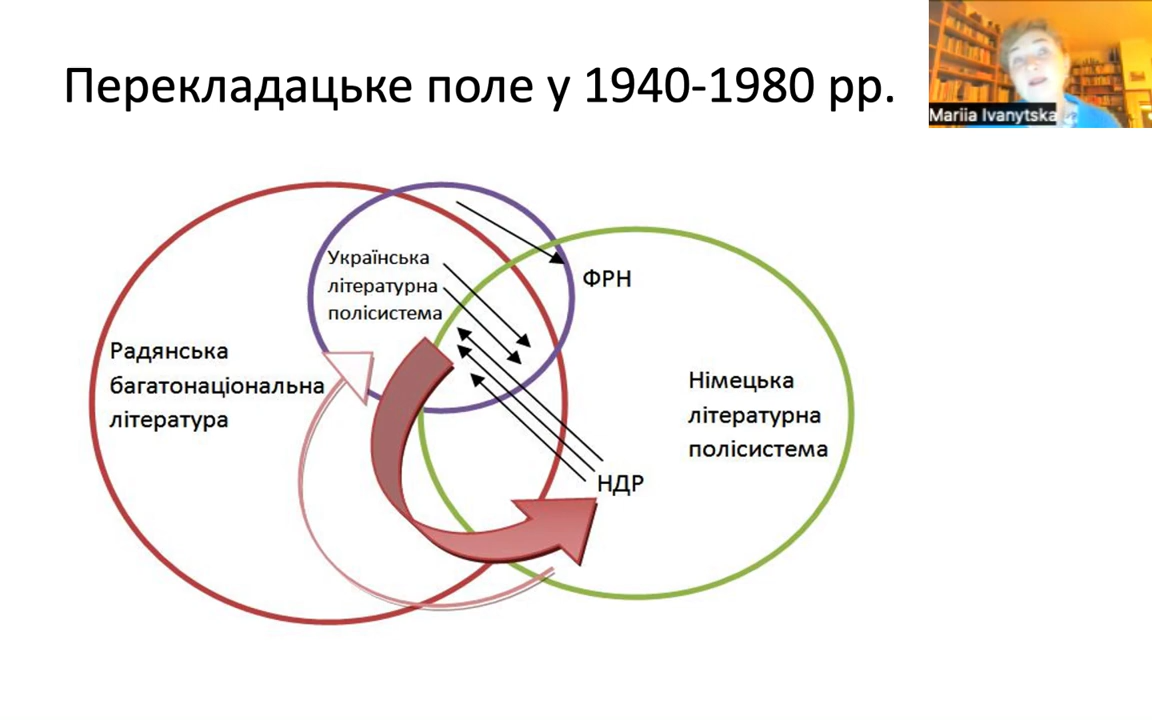 Перекладацьке поле у 1940-1980 рр.
Mariia Ivanytska
Українська
літературна
полісистема
ФРН
Радянська
багатонаціональна
література
Німецька
літературна
полісистема
НДР